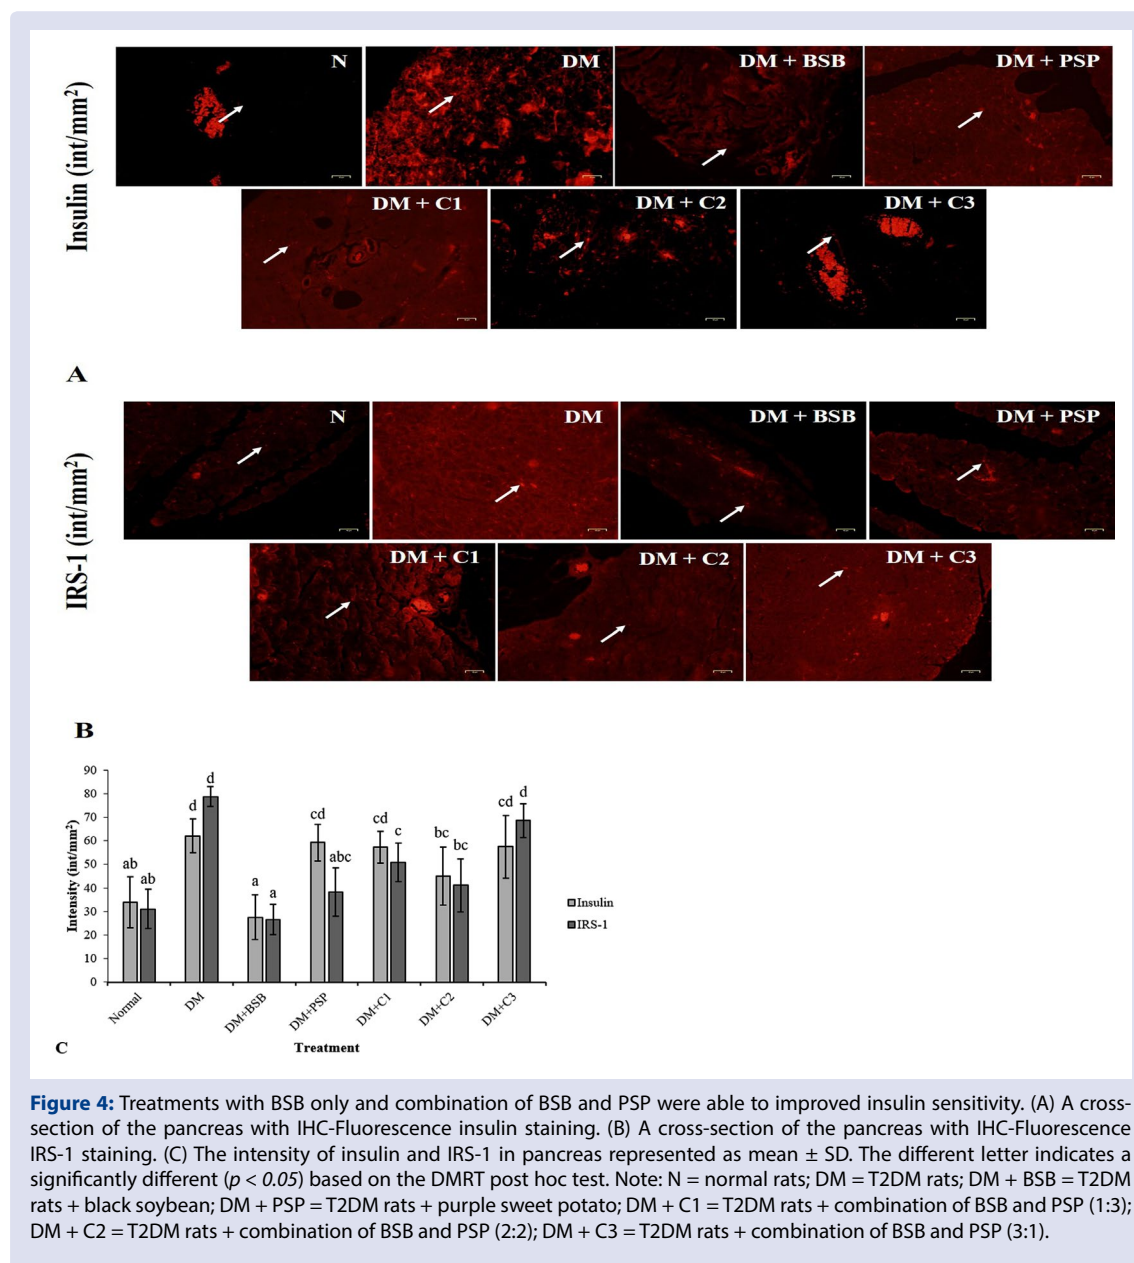 Insulin (int/mm²)
N
DM
DM + BSB
DM + PSP
DM + C1
DM + C2
DM + C3
A
IRS-1 (int/mm²)
N
DM
DM + BSB
DM + PSP
DM + C1
DM + C2
DM + C3
B
Intensity (int/mm²)
90
80
70
60
50
40
30
20
10
0
ab
ab
d
d
a
a
cd
abc
cd
c
bc
bc
cd
d
Insulin
IRS-1
Normal
DM
DM+BSB
DM+PSP
DM+C1
DM+C2
DM+C3
Treatment
C
Figure 4: Treatments with BSB only and combination of BSB and PSP were able to improved insulin sensitivity. (A) A cross-
section of the pancreas with IHC-Fluorescence insulin staining. (B) A cross-section of the pancreas with IHC-Fluorescence
IRS-1 staining. (C) The intensity of insulin and IRS-1 in pancreas represented as mean ± SD. The different letter indicates a
significantly different (p < 0.05) based on the DMRT post hoc test. Note: N = normal rats; DM = T2DM rats; DM + BSB = T2DM
rats + black soybean; DM + PSP = T2DM rats + purple sweet potato; DM + C1 = T2DM rats + combination of BSB and PSP (1:3);
DM + C2 = T2DM rats + combination of BSB and PSP (2:2); DM + C3 = T2DM rats + combination of BSB and PSP (3:1).